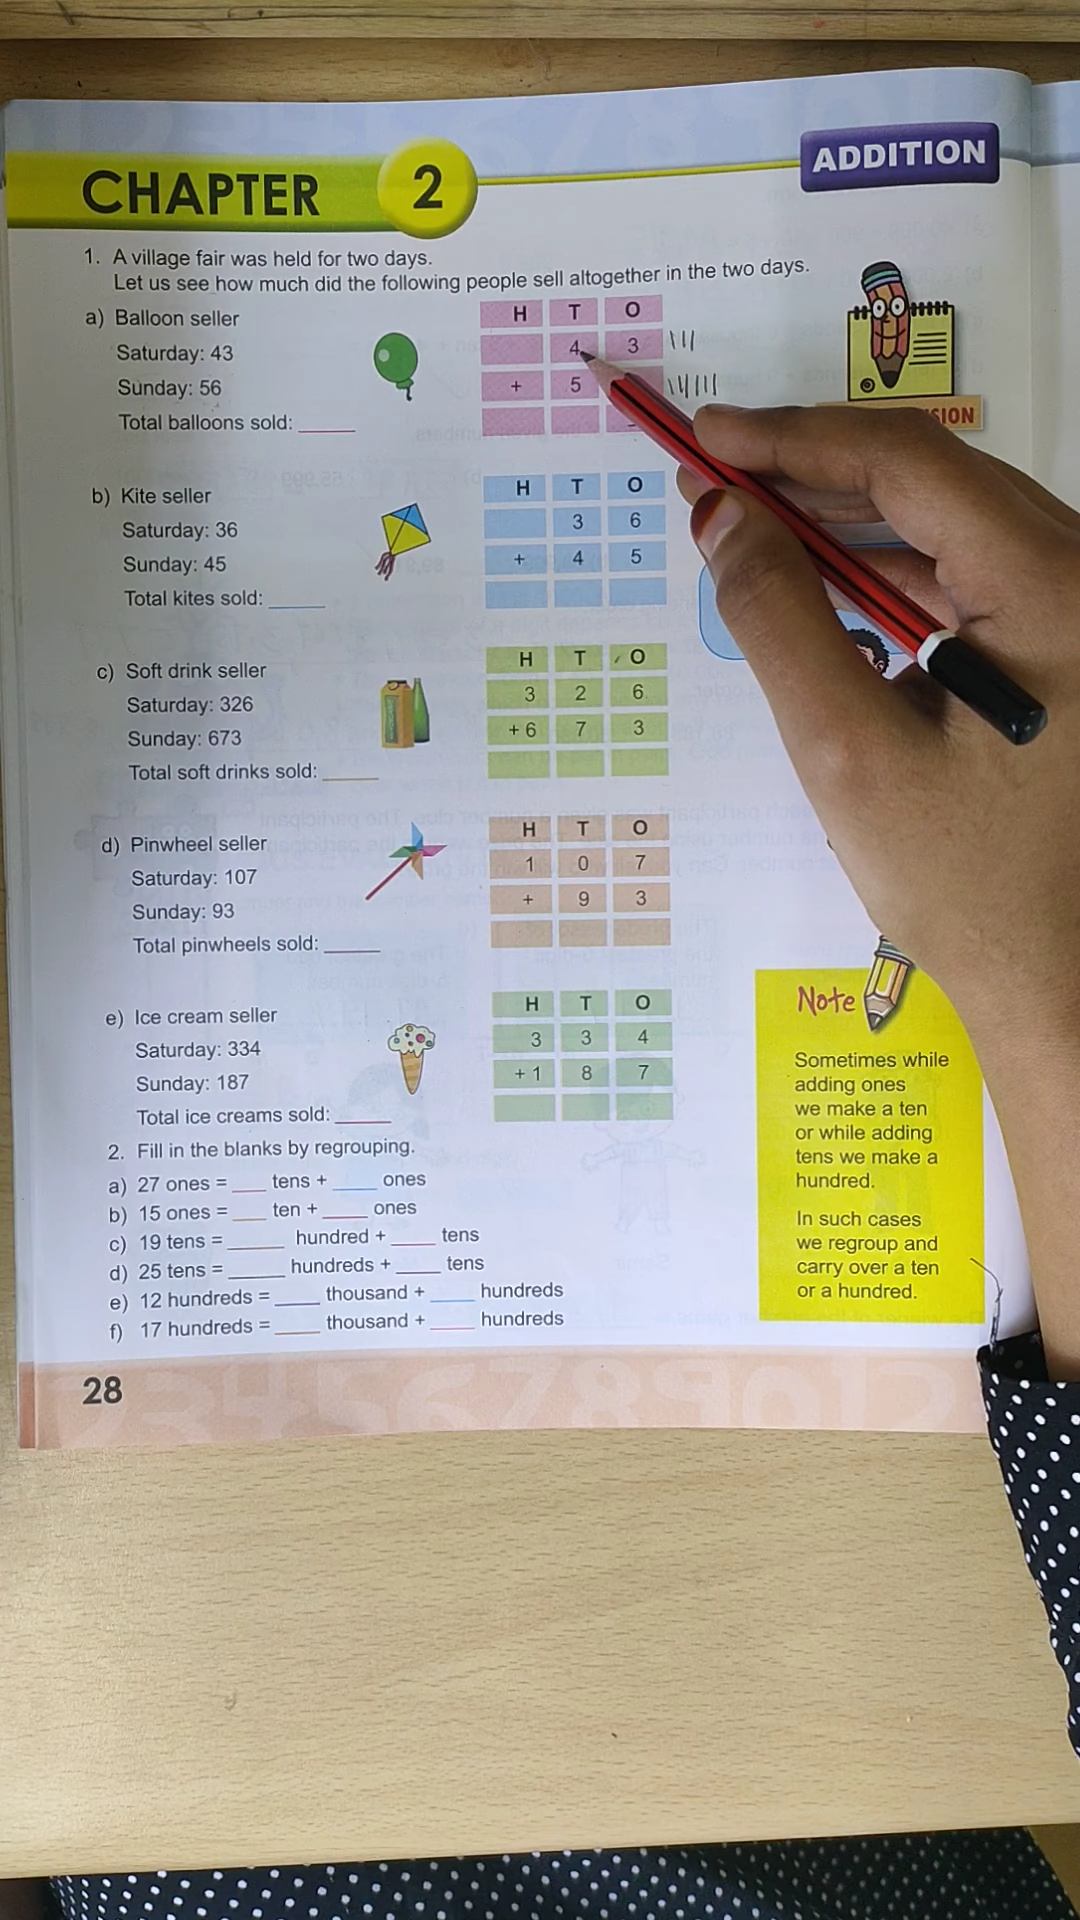 ADDITION
CHAPTER 2
1. A village fair was held for two days.
Let us see how much did the following people sell altogether in the two days.
a) Balloon seller
Saturday: 43
Sunday: 56
Total balloons sold: ____
H T O
4 3
+ 5
b) Kite seller
Saturday: 36
Sunday: 45
Total kites sold: ____
H T O
3 6
+ 4 5
c) Soft drink seller
Saturday: 326
Sunday: 673
Total soft drinks sold: ____
H T O
3 2 6
+ 6 7 3
d) Pinwheel seller
Saturday: 107
Sunday: 93
Total pinwheels sold: ____
H T O
1 0 7
+ 9 3
e) Ice cream seller
Saturday: 334
Sunday: 187
Total ice creams sold: ____
H T O
3 3 4
+ 1 8 7
2. Fill in the blanks by regrouping.
a) 27 ones = ____ tens + ____ ones
b) 15 ones = ____ ten + ____ ones
c) 19 tens = ____ hundred + ____ tens
d) 25 tens = ____ hundreds + ____ tens
e) 12 hundreds = ____ thousand + ____ hundreds
f) 17 hundreds = ____ thousand + ____ hundreds
Note
Sometimes while
adding ones
we make a ten
or while adding
tens we make a
hundred.
In such cases
we regroup and
carry over a ten
or a hundred.
28